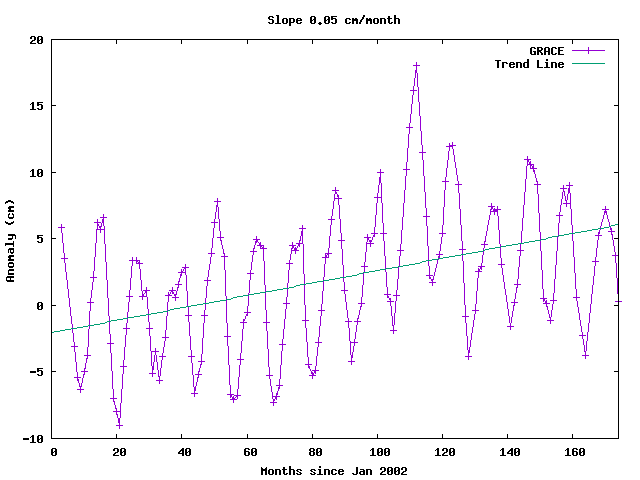 Slope 0.05 cm/month
GRACE
Trend Line
20
15
10
5
0
-5
-10
Anomaly (cm)
0 20 40 60 80 100 120 140 160
Months since Jan 2002